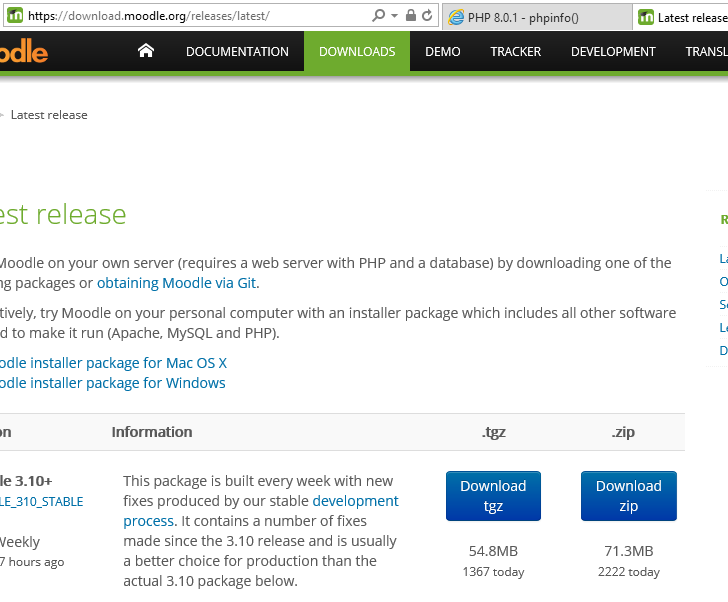 https://download.moodle.org/releases/latest/
PHP 8.0.1 - phpinfo()
Latest release
odle
DOCUMENTATION
DOWNLOADS
DEMO
TRACKER
DEVELOPMENT
TRANSL
Latest release
est release
Moodle on your own server (requires a web server with PHP and a database) by downloading one of the
ng packages or obtaining Moodle via Git.
tively, try Moodle on your personal computer with an installer package which includes all other software
d to make it run (Apache, MySQL and PHP).
odle installer package for Mac OS X
odle installer package for Windows
on
Information
.tgz
.zip
le 3.10+
LE_310_STABLE
Weekly
7 hours ago
This package is built every week with new
fixes produced by our stable development
process. It contains a number of fixes
made since the 3.10 release and is usually
a better choice for production than the
actual 3.10 package below.
Download
tgz
54.8MB
1367 today
Download
zip
71.3MB
2222 today
R
La
O
Se
Le
D